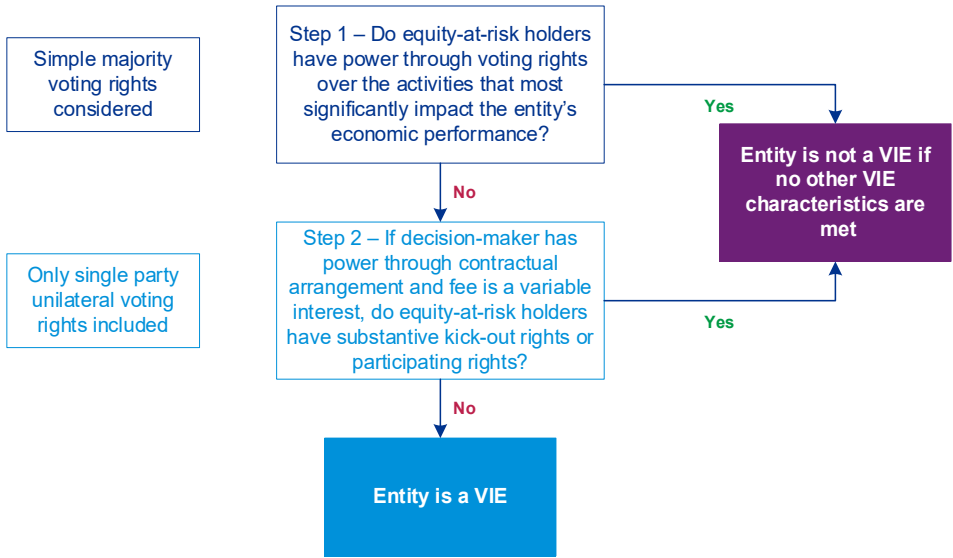 Simple majority
voting rights
considered
Step 1 – Do equity-at-risk holders
have power through voting rights
over the activities that most
significantly impact the entity’s
economic performance?
Yes
Entity is not a VIE if
no other VIE
characteristics are
met
No
Only single party
unilateral voting
rights included
Step 2 – If decision-maker has
power through contractual
arrangement and fee is a variable
interest, do equity-at-risk holders
have substantive kick-out rights or
participating rights?
Yes
No
Entity is a VIE